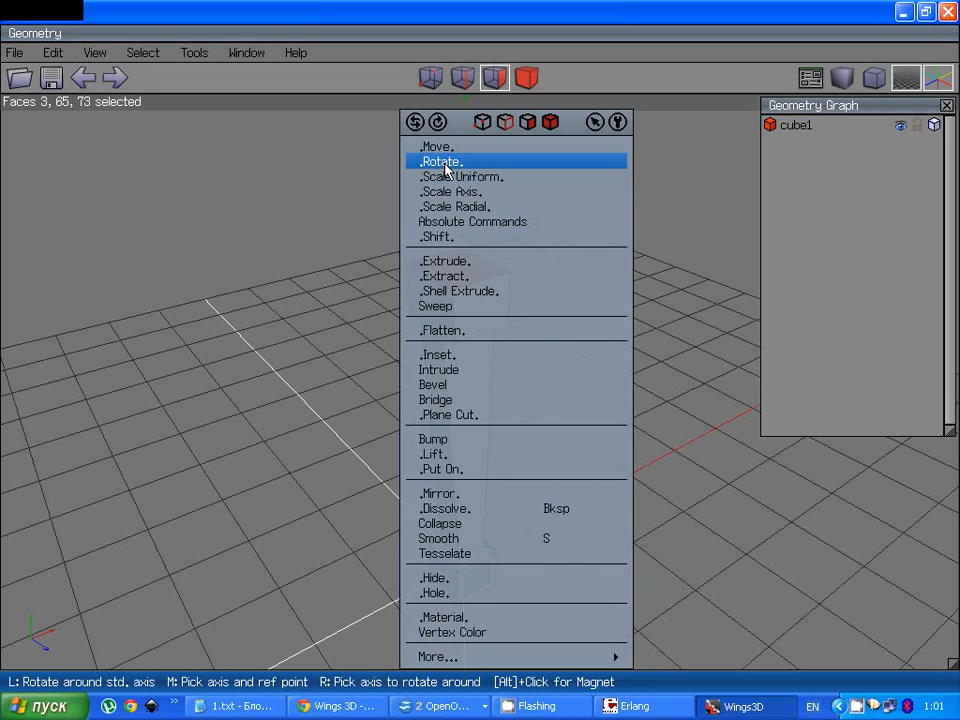 Geometry
File Edit View Select Tools Window Help
Faces 3, 65, 73 selected
Geometry Graph
cube1
.Move.
.Rotate.
.Scale Uniform.
.Scale Axis.
.Scale Radial.
Absolute Commands
.Shift.
.Extrude.
.Extract.
.Shell Extrude.
Sweep
.Flatten.
.Inset.
Intrude
Bevel
Bridge
.Plane Cut.
Bump
.Lift.
.Put On.
.Mirror.
.Dissolve. Bksp
Collapse
Smooth S
Tesselate
.Hide.
.Hole.
.Material.
Vertex Color
More...
L: Rotate around std. axis M: Pick axis and ref point R: Pick axis to rotate around [Alt]+Click for Magnet
пуск 1.txt - Бло... Wings 3D -... 2 OpenO... Flashing Erlang Wings3D EN 1:01